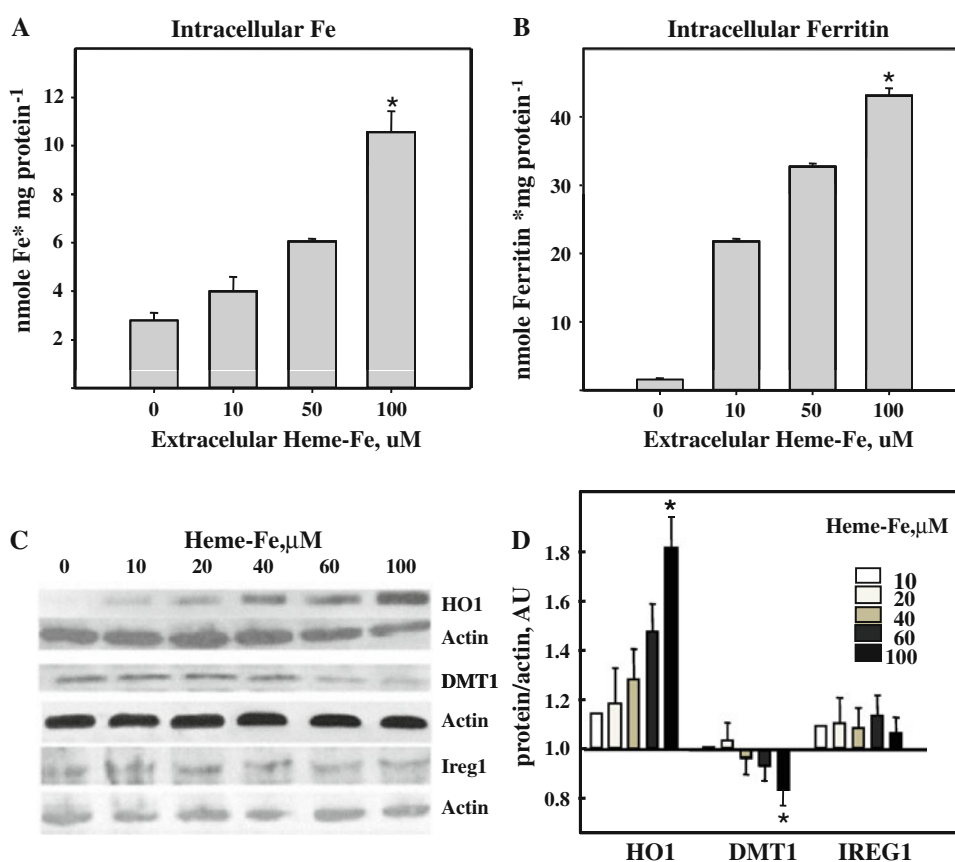 A
Intracellular Fe
nmole Fe* mg protein-1
12
10
8
6
4
2
*
0 10 50 100
Extracelular Heme-Fe, uM
B
Intracellular Ferritin
nmole Ferritin *mg protein-1
40
30
20
10
*
0 10 50 100
Extracelular Heme-Fe, uM
C
Heme-Fe,μM
0 10 20 40 60 100
HO1
Actin
DMT1
Actin
Ireg1
Actin
D
protein/actin, AU
1.8
1.6
1.4
1.2
1.0
0.8
*
*
Heme-Fe,μM
10
20
40
60
100
HO1 DMT1 IREG1